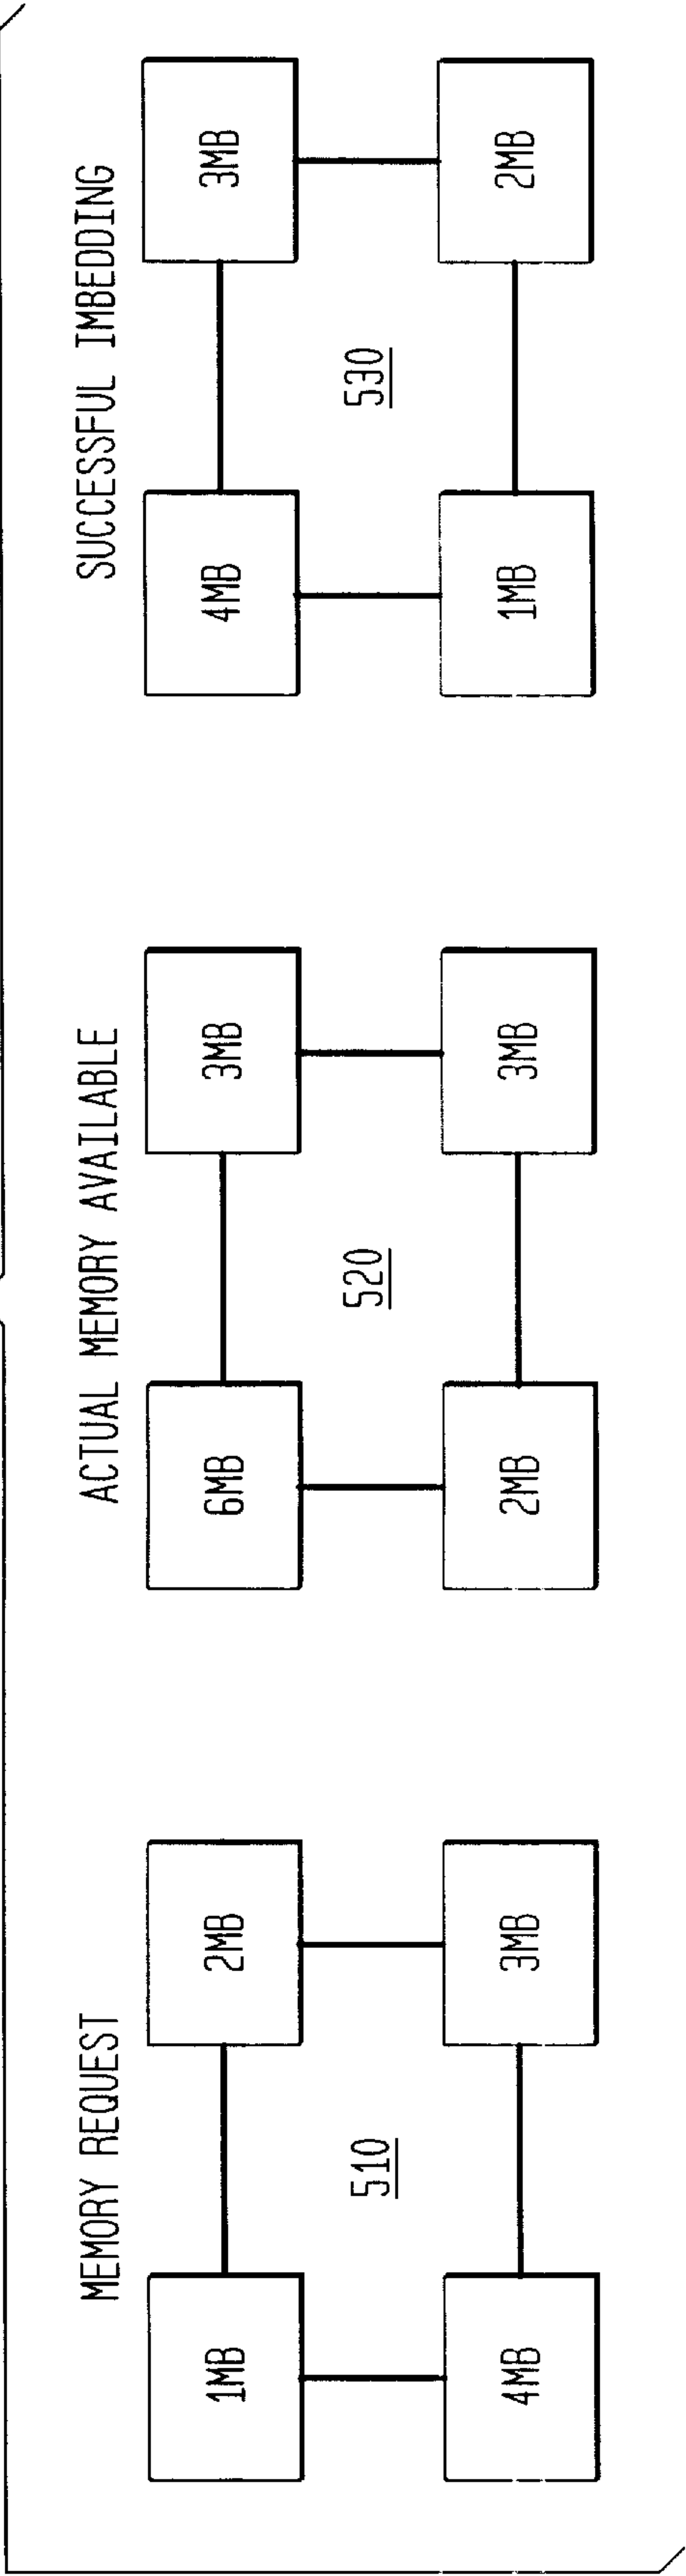 MEMORY REQUEST
1MB
2MB
510
4MB
3MB
ACTUAL MEMORY AVAILABLE
6MB
3MB
520
2MB
3MB
SUCCESSFUL IMBEDDING
4MB
3MB
530
1MB
2MB